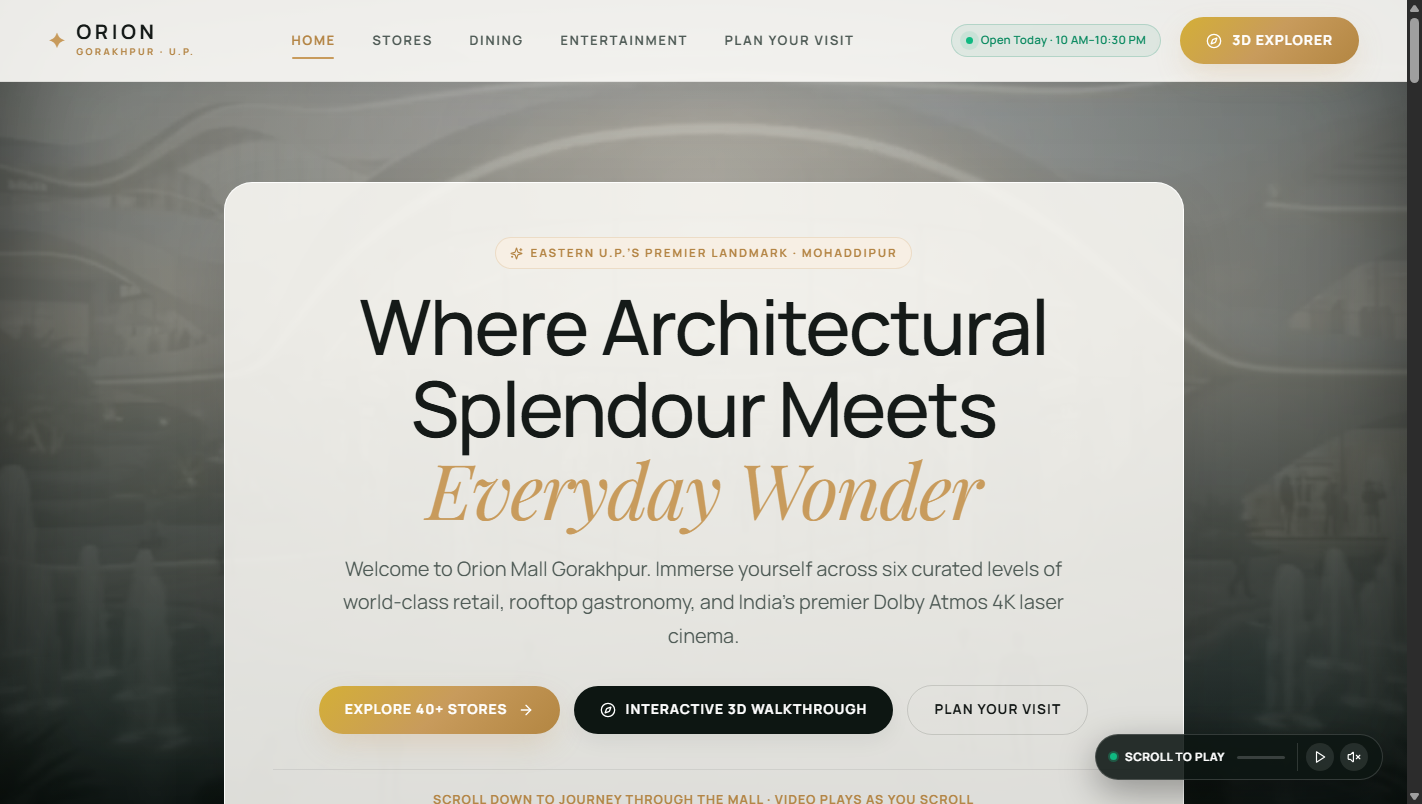 ORION
GORAKHPUR · U.P.
HOME
STORES
DINING
ENTERTAINMENT
PLAN YOUR VISIT
Open Today · 10 AM–10:30 PM
3D EXPLORER
EASTERN U.P.'S PREMIER LANDMARK · MOHADDIPUR
Where Architectural
Splendour Meets
Everyday Wonder
Welcome to Orion Mall Gorakhpur. Immerse yourself across six curated levels of
world-class retail, rooftop gastronomy, and India's premier Dolby Atmos 4K laser
cinema.
EXPLORE 40+ STORES
INTERACTIVE 3D WALKTHROUGH
PLAN YOUR VISIT
SCROLL TO PLAY
SCROLL DOWN TO JOURNEY THROUGH THE MALL · VIDEO PLAYS AS YOU SCROLL